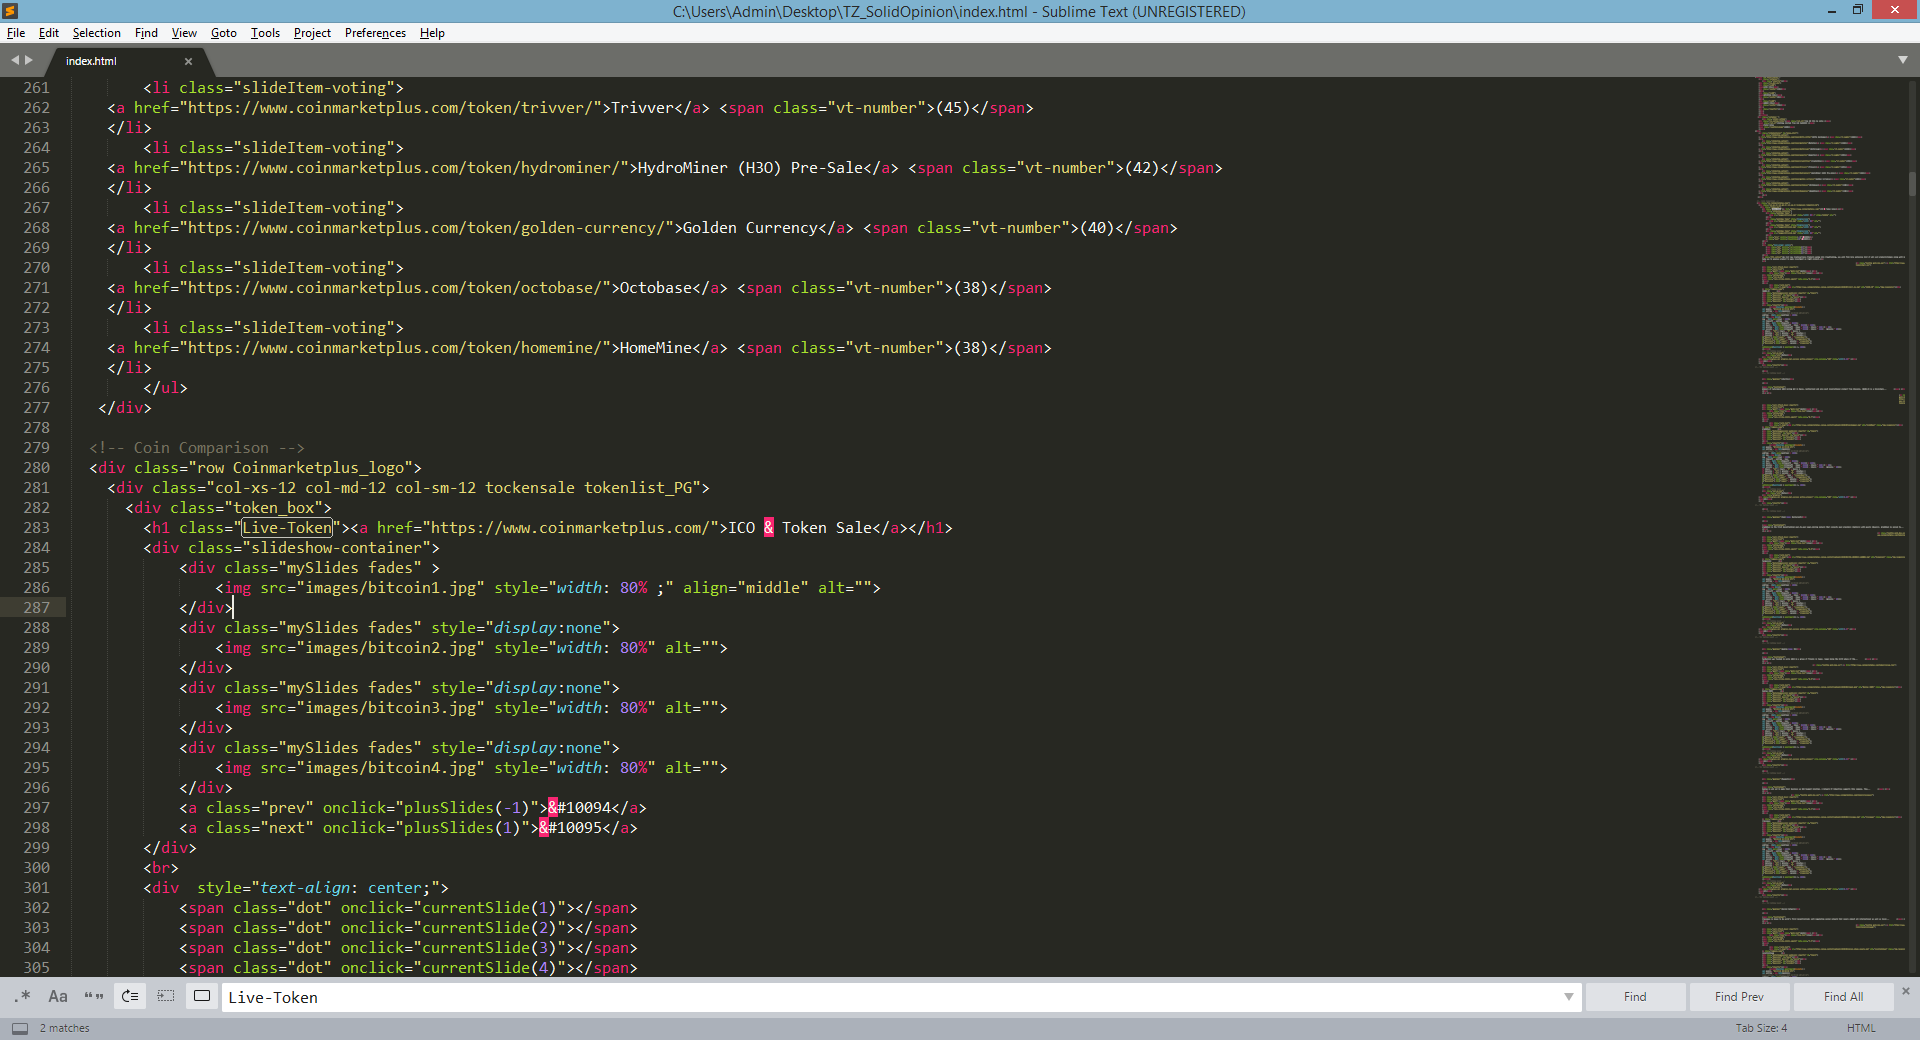 C:\Users\Admin\Desktop\TZ_SolidOpinion\index.html - Sublime Text (UNREGISTERED)
File Edit Selection Find View Goto Tools Project Preferences Help
index.html
261 <li class="slideItem-voting">
262 <a href="https://www.coinmarketplus.com/token/trivver/">Trivver</a> <span class="vt-number">(45)</span>
263 </li>
264 <li class="slideItem-voting">
265 <a href="https://www.coinmarketplus.com/token/hydrominer/">HydroMiner (H3O) Pre-Sale</a> <span class="vt-number">(42)</span>
266 </li>
267 <li class="slideItem-voting">
268 <a href="https://www.coinmarketplus.com/token/golden-currency/">Golden Currency</a> <span class="vt-number">(40)</span>
269 </li>
270 <li class="slideItem-voting">
271 <a href="https://www.coinmarketplus.com/token/octobase/">Octobase</a> <span class="vt-number">(38)</span>
272 </li>
273 <li class="slideItem-voting">
274 <a href="https://www.coinmarketplus.com/token/homemine/">HomeMine</a> <span class="vt-number">(38)</span>
275 </li>
276 </ul>
277 </div>
278
279 <!-- Coin Comparison -->
280 <div class="row Coinmarketplus_logo">
281 <div class="col-xs-12 col-md-12 col-sm-12 tockensale tokenlist_PG">
282 <div class="token_box">
283 <h1 class="Live-Token"><a href="https://www.coinmarketplus.com/">ICO & Token Sale</a></h1>
284 <div class="slideshow-container">
285 <div class="mySlides fades" >
286 <img src="images/bitcoin1.jpg" style="width: 80% ;" align="middle" alt="">
287 </div>
288 <div class="mySlides fades" style="display:none">
289 <img src="images/bitcoin2.jpg" style="width: 80%" alt="">
290 </div>
291 <div class="mySlides fades" style="display:none">
292 <img src="images/bitcoin3.jpg" style="width: 80%" alt="">
293 </div>
294 <div class="mySlides fades" style="display:none">
295 <img src="images/bitcoin4.jpg" style="width: 80%" alt="">
296 </div>
297 <a class="prev" onclick="plusSlides(-1)">&#10094</a>
298 <a class="next" onclick="plusSlides(1)">&#10095</a>
299 </div>
300 <br>
301 <div  style="text-align: center;">
302 <span class="dot" onclick="currentSlide(1)"></span>
303 <span class="dot" onclick="currentSlide(2)"></span>
304 <span class="dot" onclick="currentSlide(3)"></span>
305 <span class="dot" onclick="currentSlide(4)"></span>
.* Aa “” Live-Token Find Find Prev Find All
2 matches Tab Size: 4 HTML